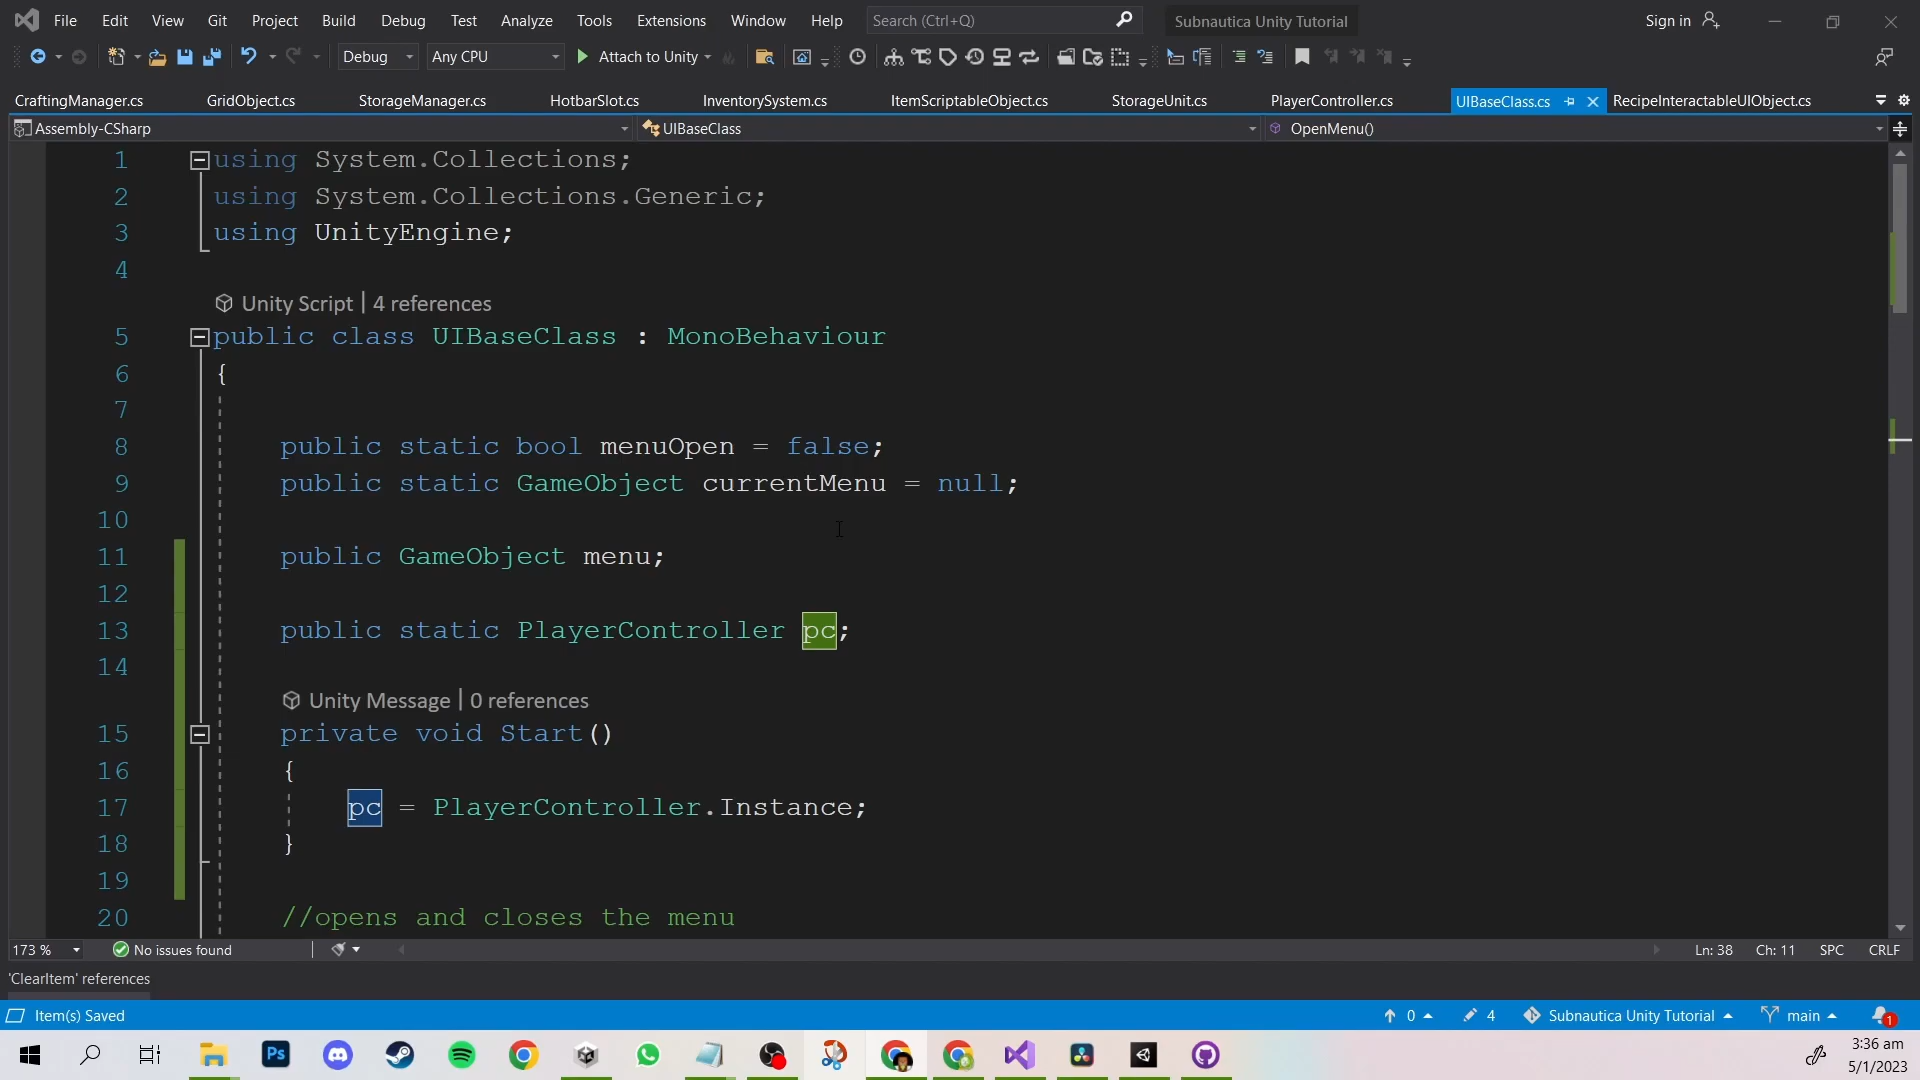 File Edit View Git Project Build Debug Test Analyze Tools Extensions Window Help Search (Ctrl+Q) Subnautica Unity Tutorial Sign in
Debug Any CPU Attach to Unity
CraftingManager.cs GridObject.cs StorageManager.cs HotbarSlot.cs InventorySystem.cs ItemScriptableObject.cs StorageUnit.cs PlayerController.cs UIBaseClass.cs RecipeInteractableUIObject.cs
Assembly-CSharp UIBaseClass OpenMenu()
1 using System.Collections;
2 using System.Collections.Generic;
3 using UnityEngine;
4
Unity Script | 4 references
5 public class UIBaseClass : MonoBehaviour
6 {
7
8 public static bool menuOpen = false;
9 public static GameObject currentMenu = null;
10
11 public GameObject menu;
12
13 public static PlayerController pc;
14
Unity Message | 0 references
15 private void Start()
16 {
17 pc = PlayerController.Instance;
18 }
19
20 //opens and closes the menu
173 % No issues found Ln: 38 Ch: 11 SPC CRLF
'ClearItem' references
Item(s) Saved 0 4 Subnautica Unity Tutorial main 1
Ps
3:36 am
5/1/2023